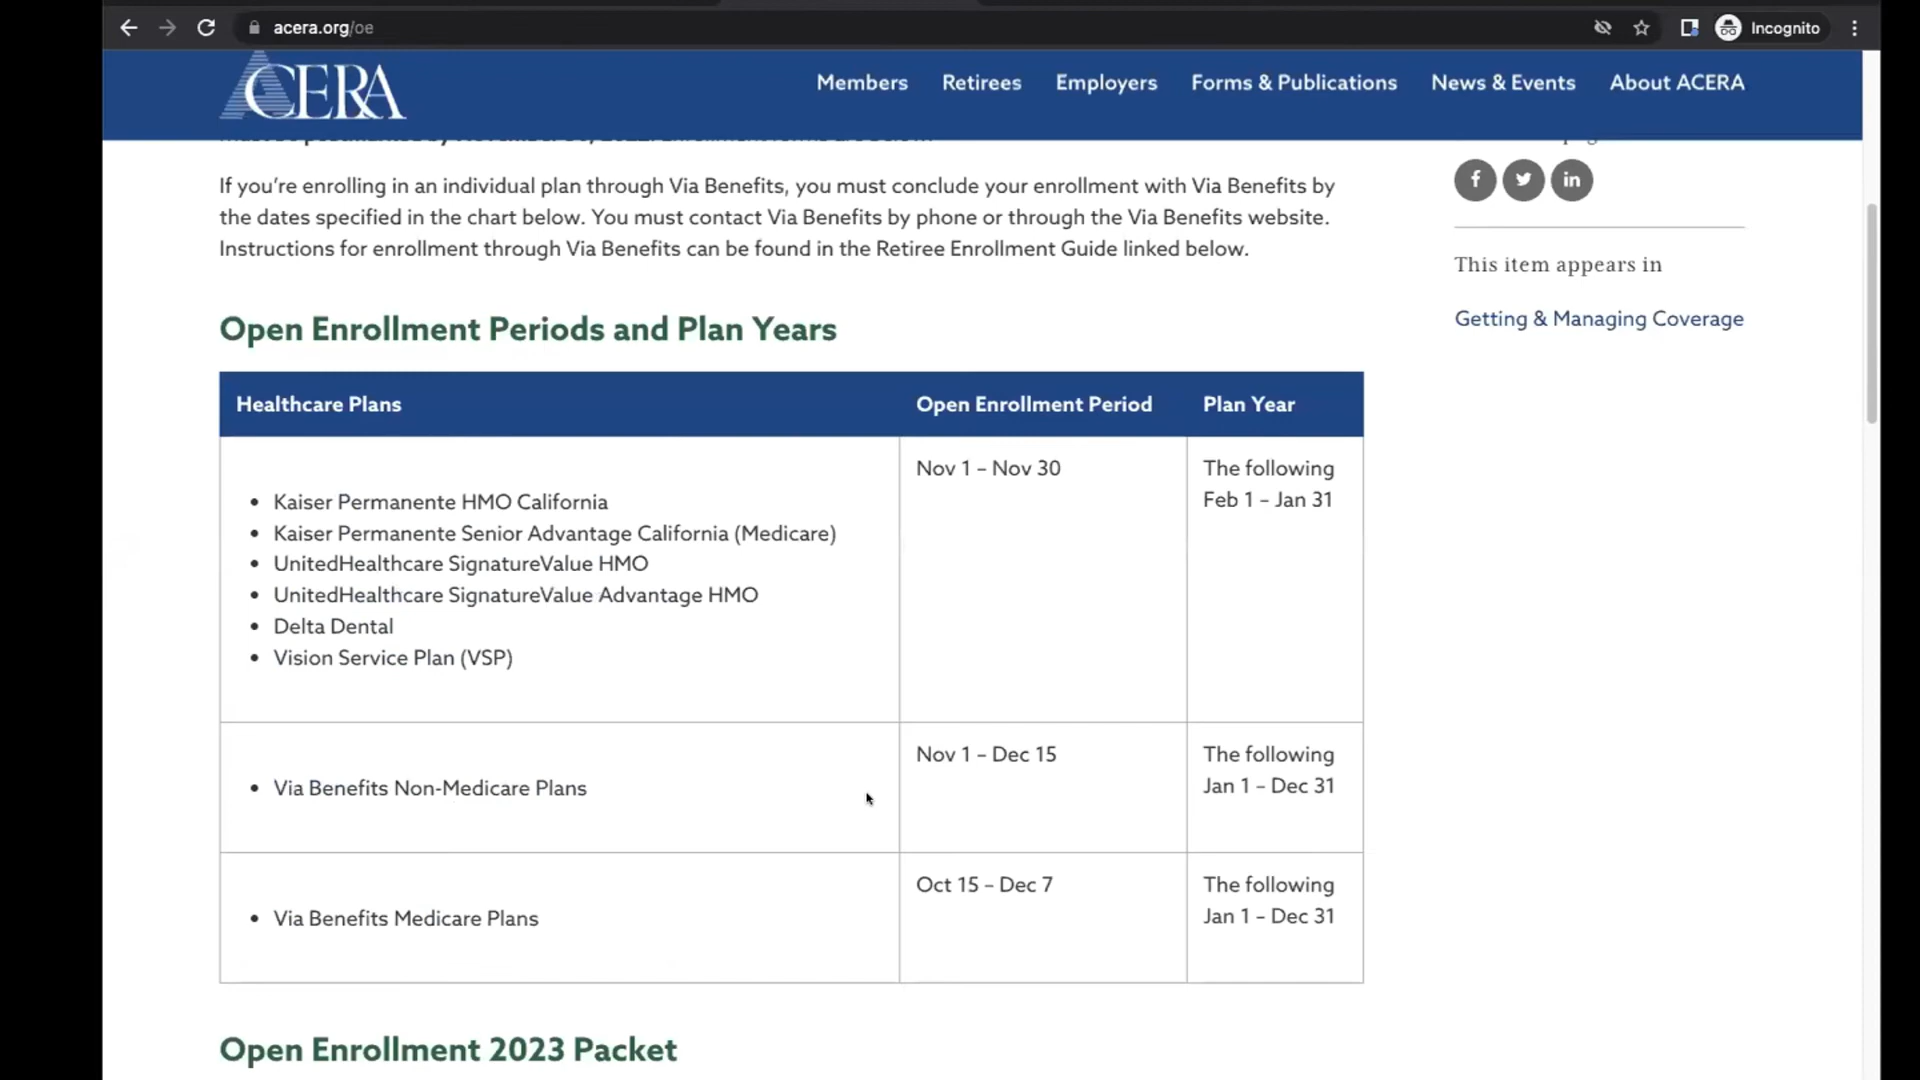 acera.org/oe
Incognito
ACERA
Members Retirees Employers Forms & Publications News & Events About ACERA
If you're enrolling in an individual plan through Via Benefits, you must conclude your enrollment with Via Benefits by
the dates specified in the chart below. You must contact Via Benefits by phone or through the Via Benefits website.
Instructions for enrollment through Via Benefits can be found in the Retiree Enrollment Guide linked below.
This item appears in
Getting & Managing Coverage
Open Enrollment Periods and Plan Years
Healthcare Plans Open Enrollment Period Plan Year
• Kaiser Permanente HMO California
• Kaiser Permanente Senior Advantage California (Medicare)
• UnitedHealthcare SignatureValue HMO
• UnitedHealthcare SignatureValue Advantage HMO
• Delta Dental
• Vision Service Plan (VSP)
Nov 1 – Nov 30
The following
Feb 1 – Jan 31
• Via Benefits Non-Medicare Plans
Nov 1 – Dec 15
The following
Jan 1 – Dec 31
• Via Benefits Medicare Plans
Oct 15 – Dec 7
The following
Jan 1 – Dec 31
Open Enrollment 2023 Packet